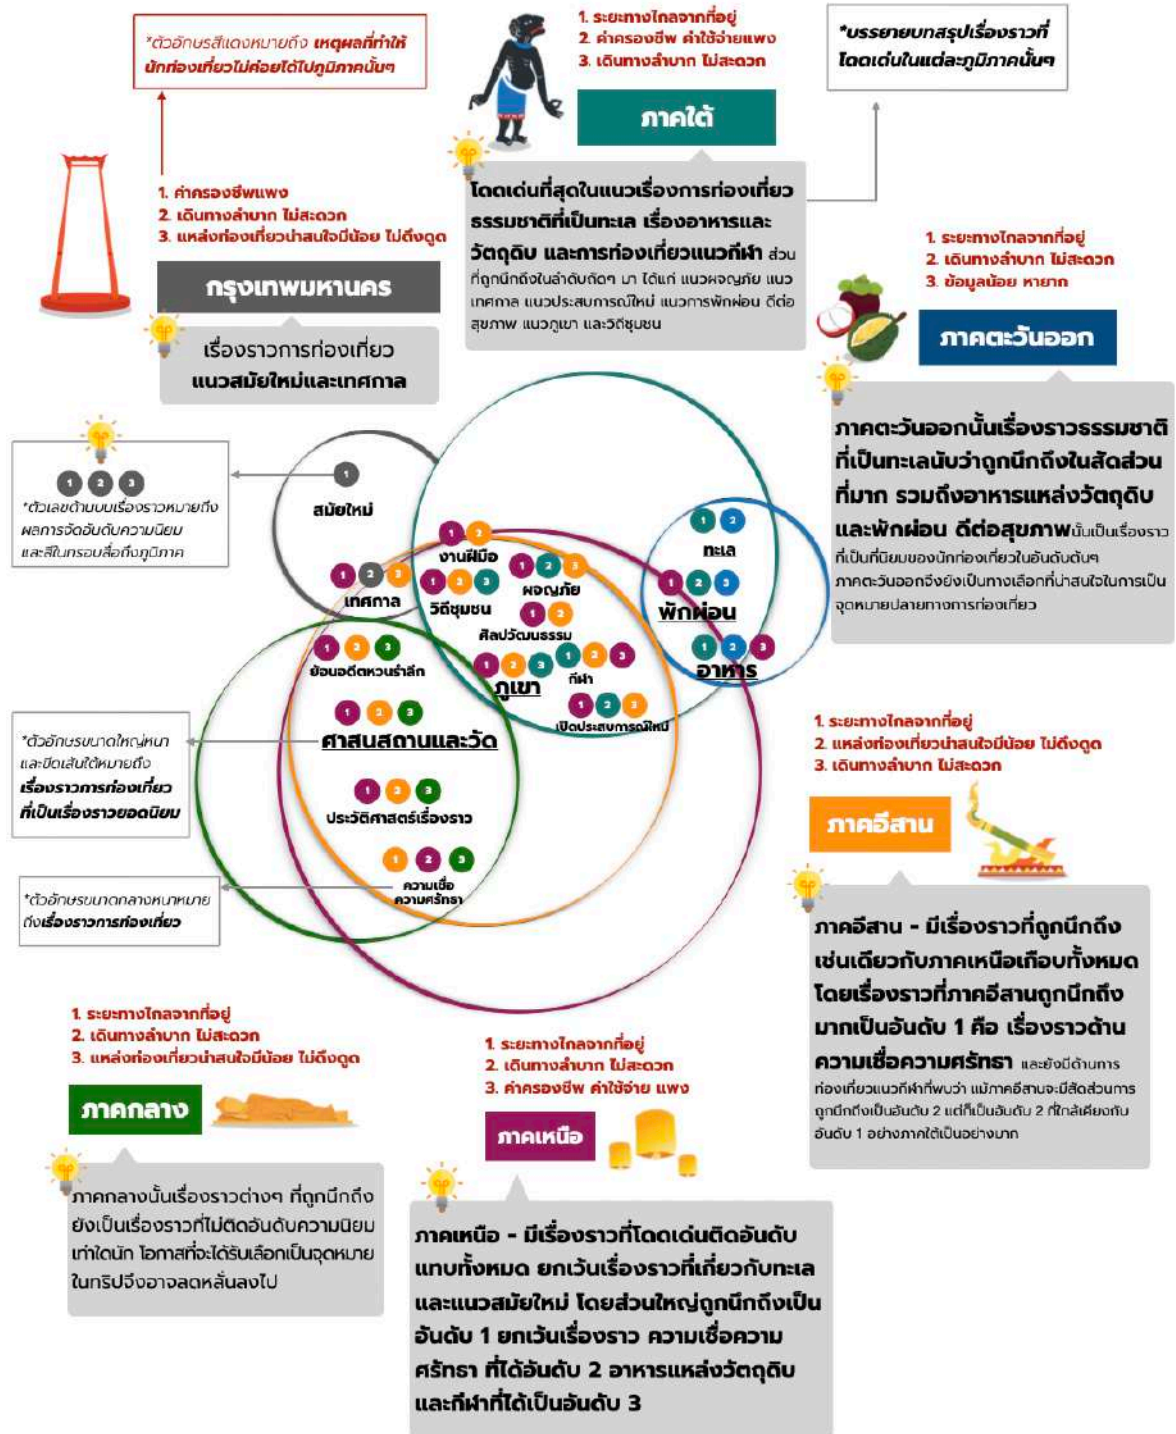 *ตัวอักษรสีแดงหมายถึง เหตุผลที่ทำให้
นักท่องเที่ยวไม่ค่อยได้ไปภูมิภาคนั้นๆ
1. ระยะทางไกลจากที่อยู่
2. ค่าครองชีพ ค่าใช้จ่ายแพง
3. เดินทางลำบาก ไม่สะดวก
ภาคใต้
*บรรยายบทสรุปเรื่องราวที่
โดดเด่นในแต่ละภูมิภาคนั้นๆ
โดดเด่นที่สุดในแนวเรื่องการท่องเที่ยว
ธรรมชาติที่เป็นทะเล เรื่องอาหารและ
วัตถุดิบ และการท่องเที่ยวแนวกีฬา ส่วน
ที่ถูกนึกถึงในลำดับถัดๆ มา ได้แก่ แนวผจญภัย แนว
เทศกาล แนวประสบการณ์ใหม่ แนวการพักผ่อน ดีต่อ
สุขภาพ แนวภูเขา และวิถีชุมชน
1. ค่าครองชีพแพง
2. เดินทางลำบาก ไม่สะดวก
3. แหล่งท่องเที่ยวน่าสนใจมีน้อย ไม่ดึงดูด
กรุงเทพมหานคร
เรื่องราวการท่องเที่ยว
แนวสมัยใหม่และเทศกาล
1. ระยะทางไกลจากที่อยู่
2. เดินทางลำบาก ไม่สะดวก
3. ข้อมูลน้อย หายาก
ภาคตะวันออก
ภาคตะวันออกนั้นเรื่องราวธรรมชาติ
ที่เป็นทะเลนับว่าถูกนึกถึงในสัดส่วน
ที่มาก รวมถึงอาหารแหล่งวัตถุดิบ
และพักผ่อน ดีต่อสุขภาพนั้นเป็นเรื่องราว
ที่เป็นที่นิยมของนักท่องเที่ยวในอันดับต้นๆ
ภาคตะวันออกจึงยังเป็นทางเลือกที่น่าสนใจในการเป็น
จุดหมายปลายทางการท่องเที่ยว
1 2 3
*ตัวเลขด้านบนเรื่องราวหมายถึง
ผลการจัดอันดับความนิยม
และสีในกรอบสื่อถึงภูมิภาค
1
สมัยใหม่
1 2
งานฝีมือ
1 2 3
เทศกาล
1 3 3
วิถีชุมชน
1 2 3
ผจญภัย
1 2
ศิลปวัฒนธรรม
1 2
ทะเล
1 2 3
พักผ่อน
1 2 3
อาหาร
1 2 3
ย้อนอดีตหวนรำลึก
1 2 3
ภูเขา
1 2 3
กีฬา
1 2 3
เปิดประสบการณ์ใหม่
1 2 3
ศาสนสถานและวัด
1 2 3
ประวัติศาสตร์เรื่องราว
1 2 3
ความเชื่อ
ความศรัทธา
*ตัวอักษรขนาดใหญ่หนา
และขีดเส้นใต้หมายถึง
เรื่องราวการท่องเที่ยว
ที่เป็นเรื่องราวยอดนิยม
*ตัวอักษรขนาดกลางหนาหมาย
ถึงเรื่องราวการท่องเที่ยว
1. ระยะทางไกลจากที่อยู่
2. แหล่งท่องเที่ยวน่าสนใจมีน้อย ไม่ดึงดูด
3. เดินทางลำบาก ไม่สะดวก
ภาคอีสาน
ภาคอีสาน - มีเรื่องราวที่ถูกนึกถึง
เช่นเดียวกับภาคเหนือเกือบทั้งหมด
โดยเรื่องราวที่ภาคอีสานถูกนึกถึง
มากเป็นอันดับ 1 คือ เรื่องราวด้าน
ความเชื่อความศรัทธา และยังมีด้านการ
ท่องเที่ยวแนวกีฬาที่พบว่า แม้ภาคอีสานจะมีสัดส่วนการ
ถูกนึกถึงเป็นอันดับ 2 แต่ก็เป็นอันดับ 2 ที่ใกล้เคียงกับ
อันดับ 1 อย่างภาคใต้เป็นอย่างมาก
1. ระยะทางไกลจากที่อยู่
2. เดินทางลำบาก ไม่สะดวก
3. แหล่งท่องเที่ยวน่าสนใจมีน้อย ไม่ดึงดูด
ภาคกลาง
ภาคกลางนั้นเรื่องราวต่างๆ ที่ถูกนึกถึง
ยังเป็นเรื่องราวที่ไม่ติดอันดับความนิยม
เท่าใดนัก โอกาสที่จะได้รับเลือกเป็นจุดหมาย
ในทริปจึงอาจลดหลั่นลงไป
1. ระยะทางไกลจากที่อยู่
2. เดินทางลำบาก ไม่สะดวก
3. ค่าครองชีพ ค่าใช้จ่าย แพง
ภาคเหนือ
ภาคเหนือ - มีเรื่องราวที่โดดเด่นติดอันดับ
แทบทั้งหมด ยกเว้นเรื่องราวที่เกี่ยวกับทะเล
และแนวสมัยใหม่ โดยส่วนใหญ่ถูกนึกถึงเป็น
อันดับ 1 ยกเว้นเรื่องราว ความเชื่อความ
ศรัทธา ที่ได้อันดับ 2 อาหารแหล่งวัตถุดิบ
และกีฬาที่ได้เป็นอันดับ 3